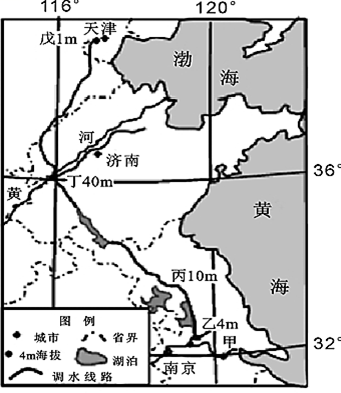 116°
120°
天津
戊1m
渤
海
河
济南
36°
黄
丁40m
黄
海
丙10m
乙4m
甲
32°
南京
图 例
城市
省界
4m海拔
湖泊
调水线路